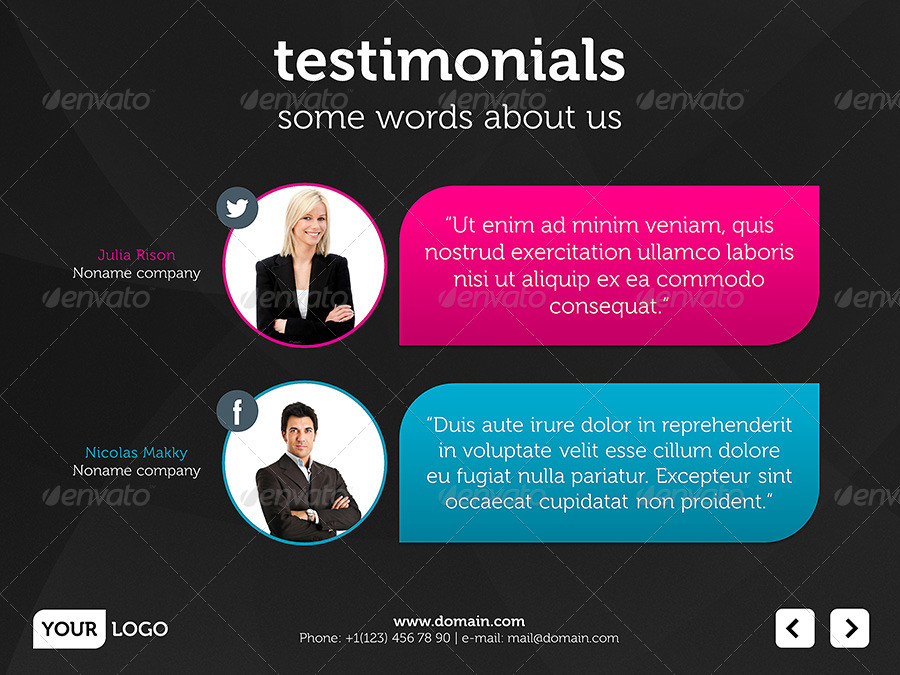 testimonials
some words about us
Julia Rison
Noname company
“Ut enim ad minim veniam, quis
nostrud exercitation ullamco laboris
nisi ut aliquip ex ea commodo
consequat.”
Nicolas Makky
Noname company
“Duis aute irure dolor in reprehenderit
in voluptate velit esse cillum dolore
eu fugiat nulla pariatur. Excepteur sint
occaecat cupidatat non proident.”
YOUR LOGO
www.domain.com
Phone: +1(123) 456 78 90 | e-mail: mail@domain.com
envato